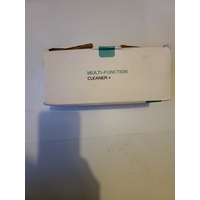 MULTI-FUNCTION
CLEANER +